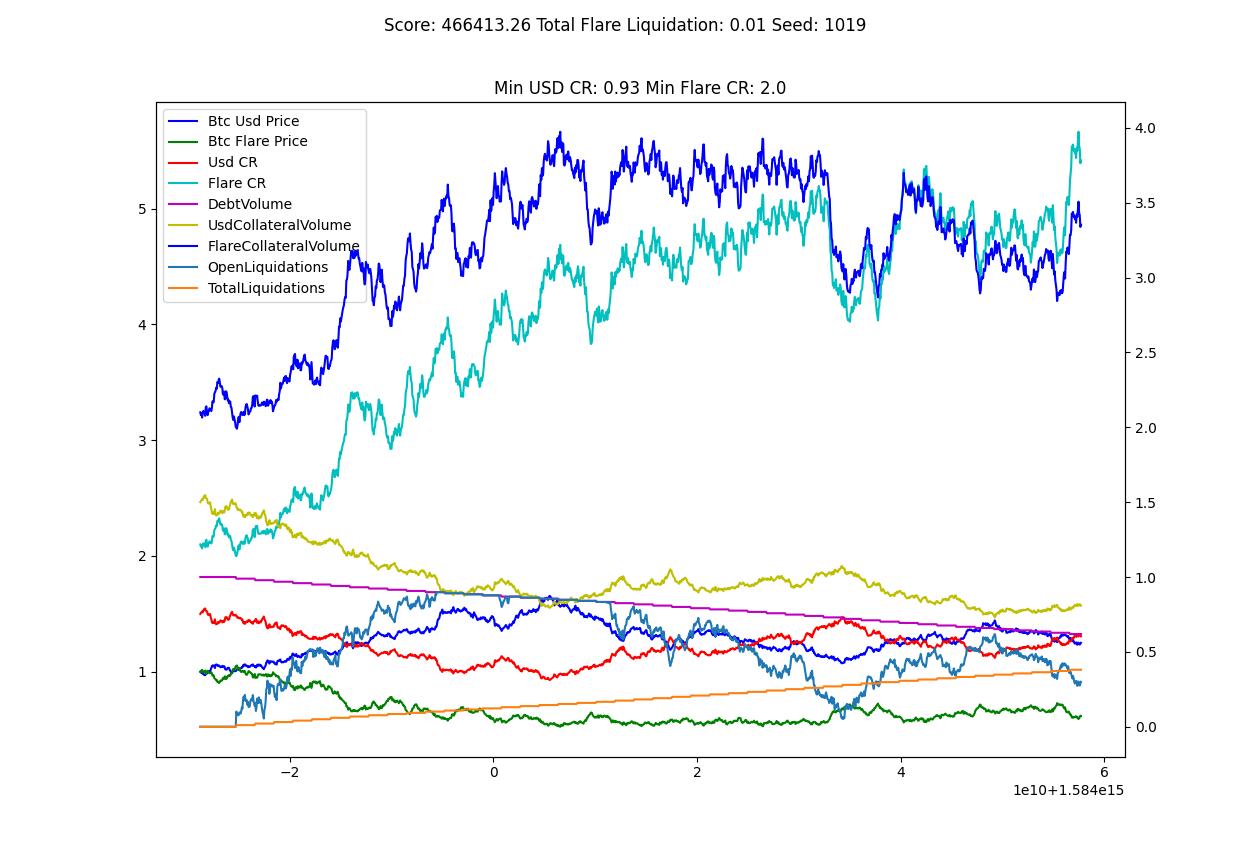 Score: 466413.26 Total Flare Liquidation: 0.01 Seed: 1019
Min USD CR: 0.93 Min Flare CR: 2.0
Btc Usd Price
Btc Flare Price
Usd CR
Flare CR
DebtVolume
UsdCollateralVolume
FlareCollateralVolume
OpenLiquidations
TotalLiquidations
5
4
3
2
1
4.0
3.5
3.0
2.5
2.0
1.5
1.0
0.5
0.0
−2 0 2 4 6
1e10+1.584e15